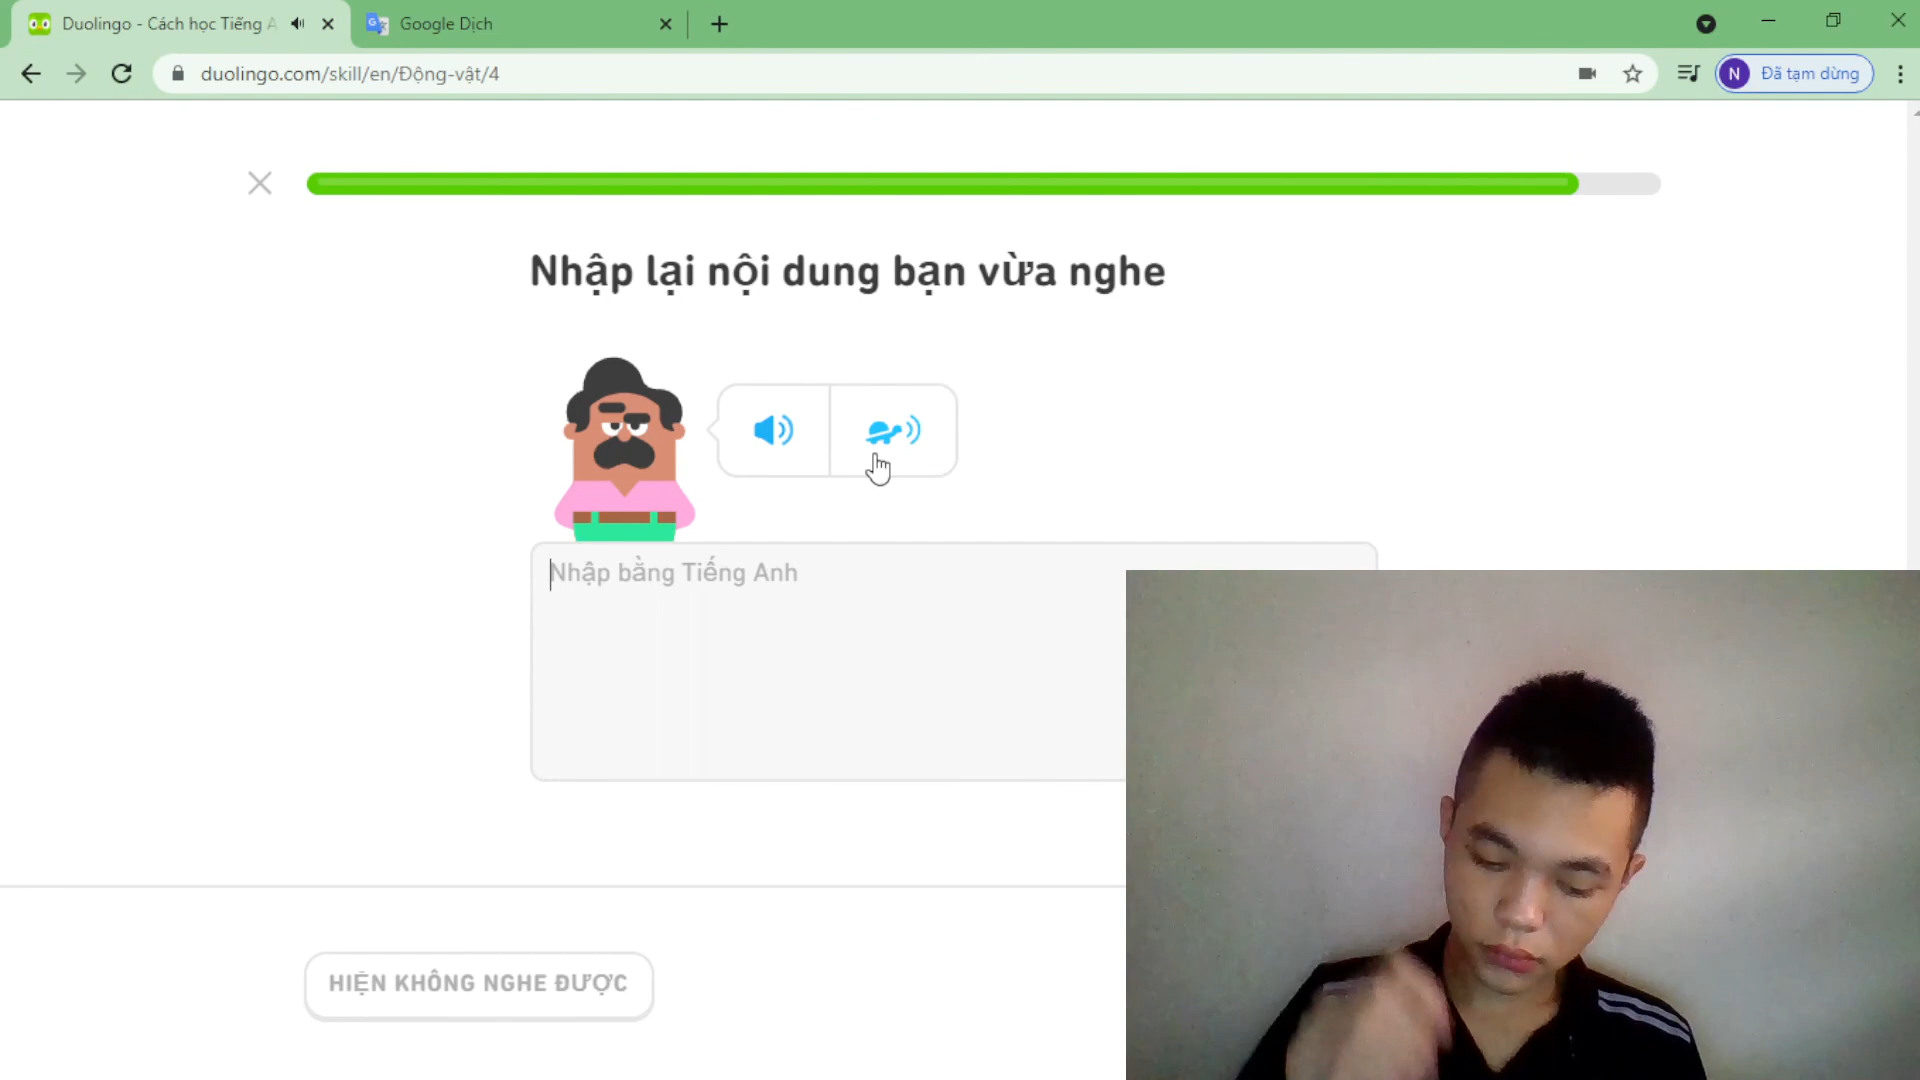 Duolingo - Cách học Tiếng A
Google Dịch
duolingo.com/skill/en/Động-vật/4
N
Đã tạm dừng
Nhập lại nội dung bạn vừa nghe
Nhập bằng Tiếng Anh
HIỆN KHÔNG NGHE ĐƯỢC